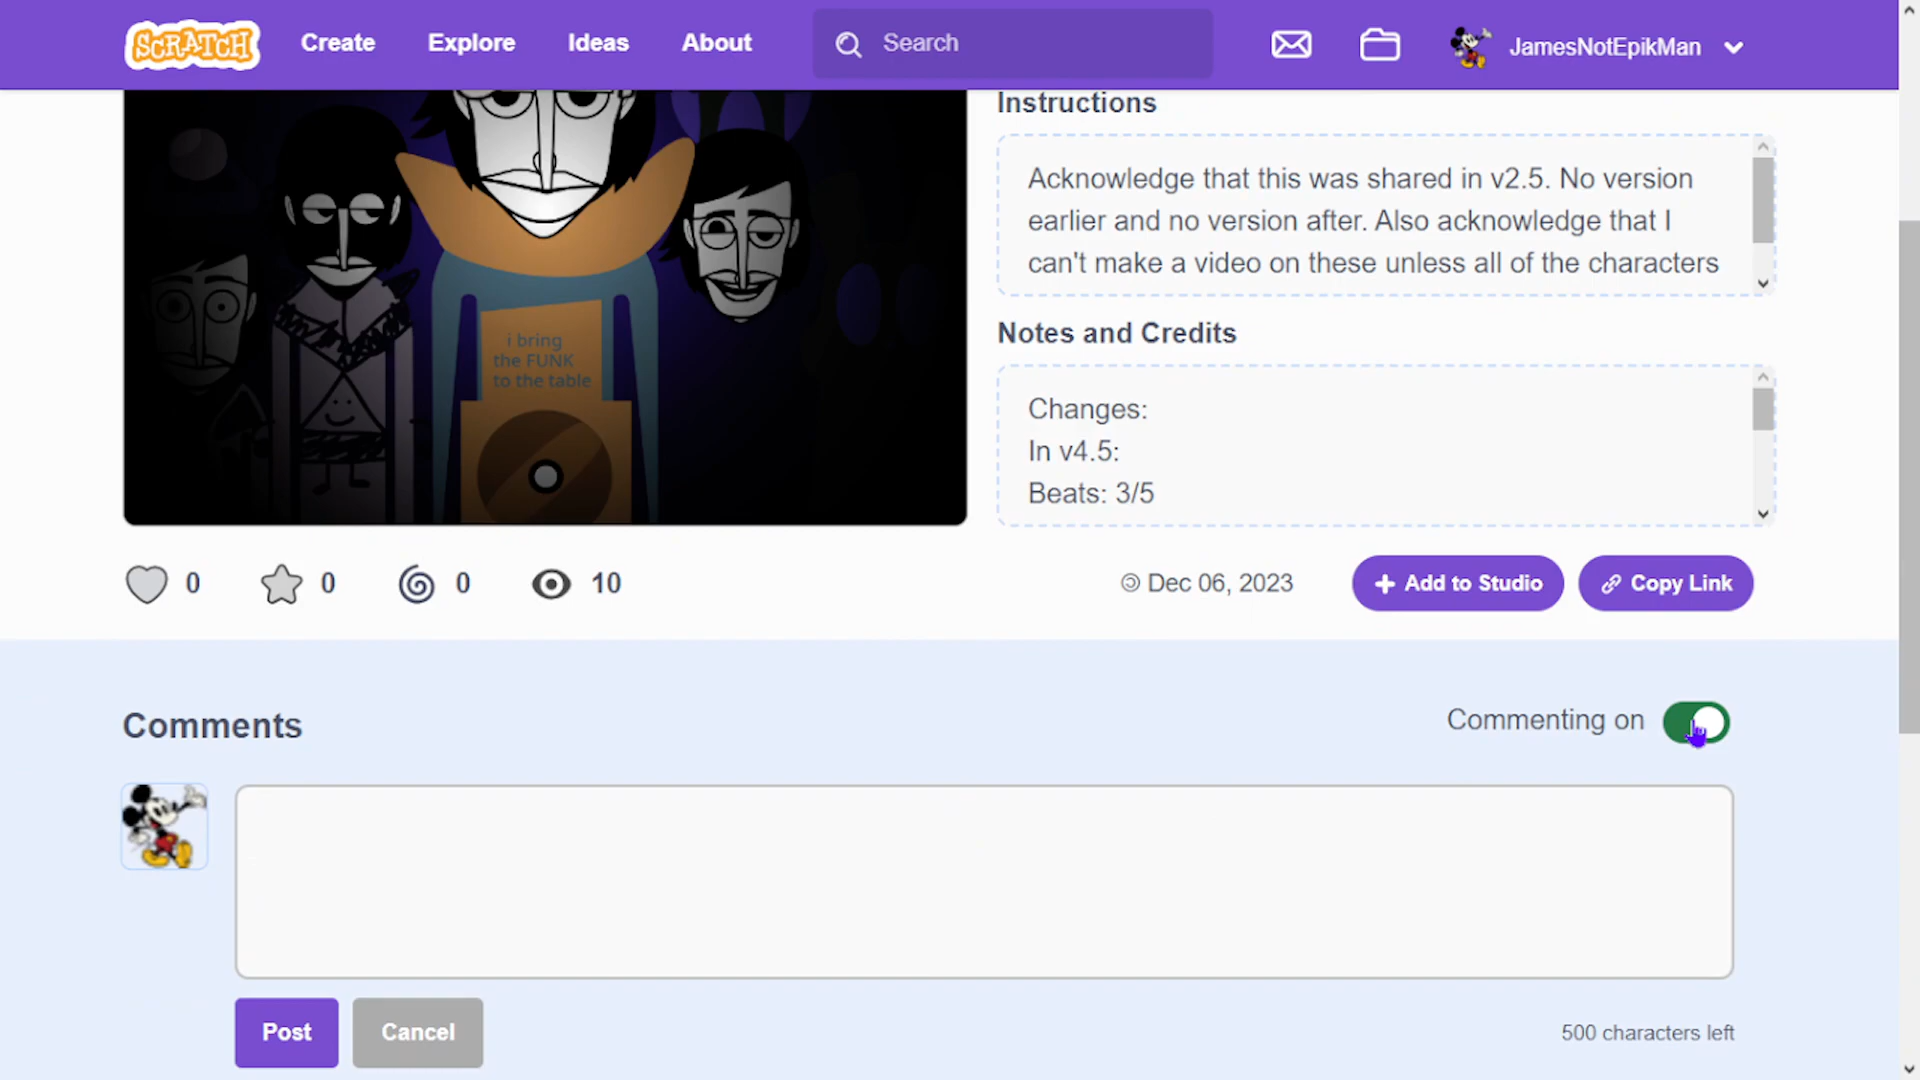 SCRATCH Create Explore Ideas About Search JamesNotEpikMan
Instructions
Acknowledge that this was shared in v2.5. No version
earlier and no version after. Also acknowledge that I
can't make a video on these unless all of the characters
i bring
the FUNK
to the table
Notes and Credits
Changes:
In v4.5:
Beats: 3/5
0 0 0 10
Dec 06, 2023
Add to Studio
Copy Link
Comments
Commenting on
Post
Cancel
500 characters left